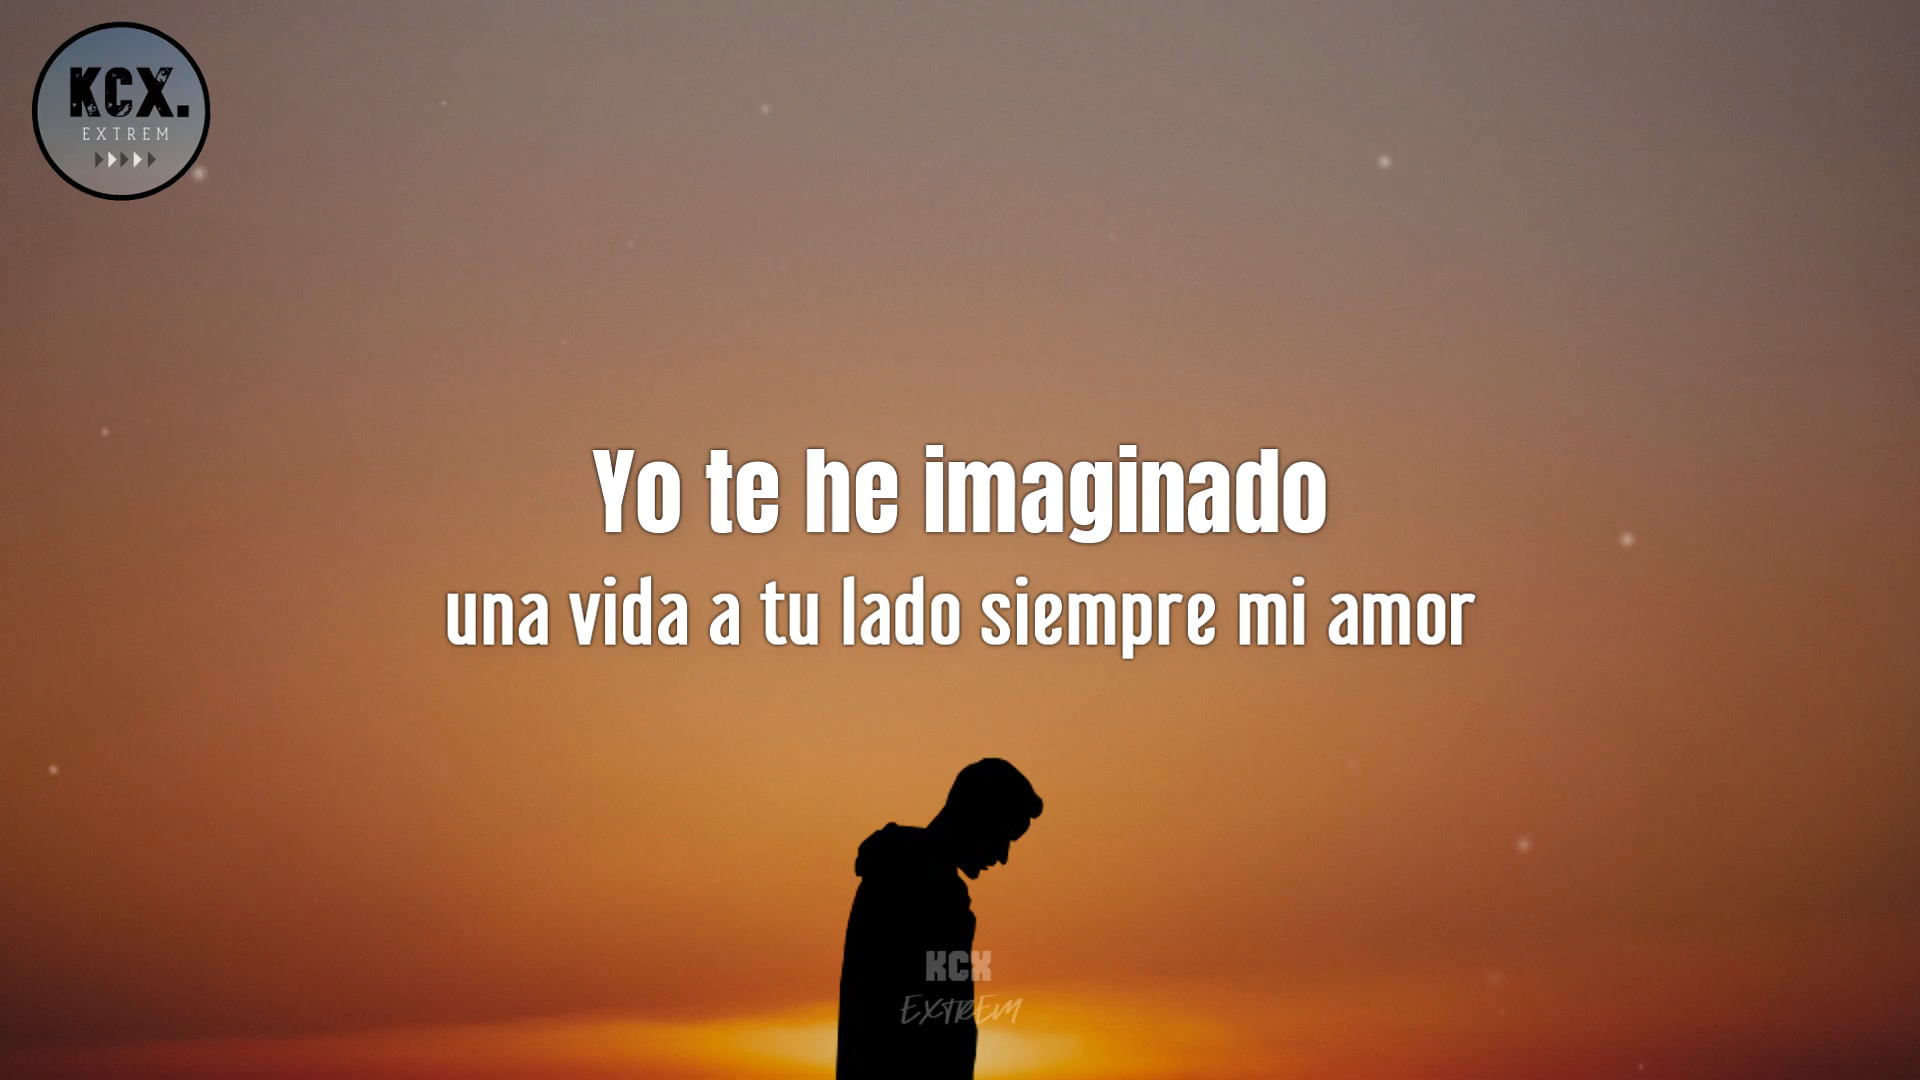 KCX.
EXTREM
Yo te he imaginado
una vida a tu lado siempre mi amor
KCX
EXTREM